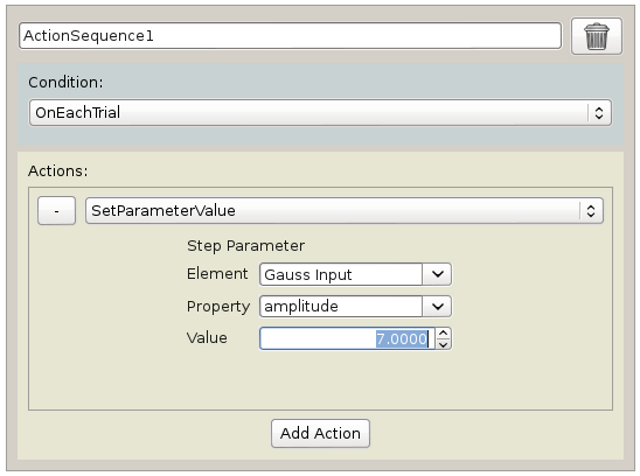 ActionSequence1
Condition:
OnEachTrial
Actions:
- SetParameterValue
Step Parameter
Element Gauss Input
Property amplitude
Value 7.0000
Add Action